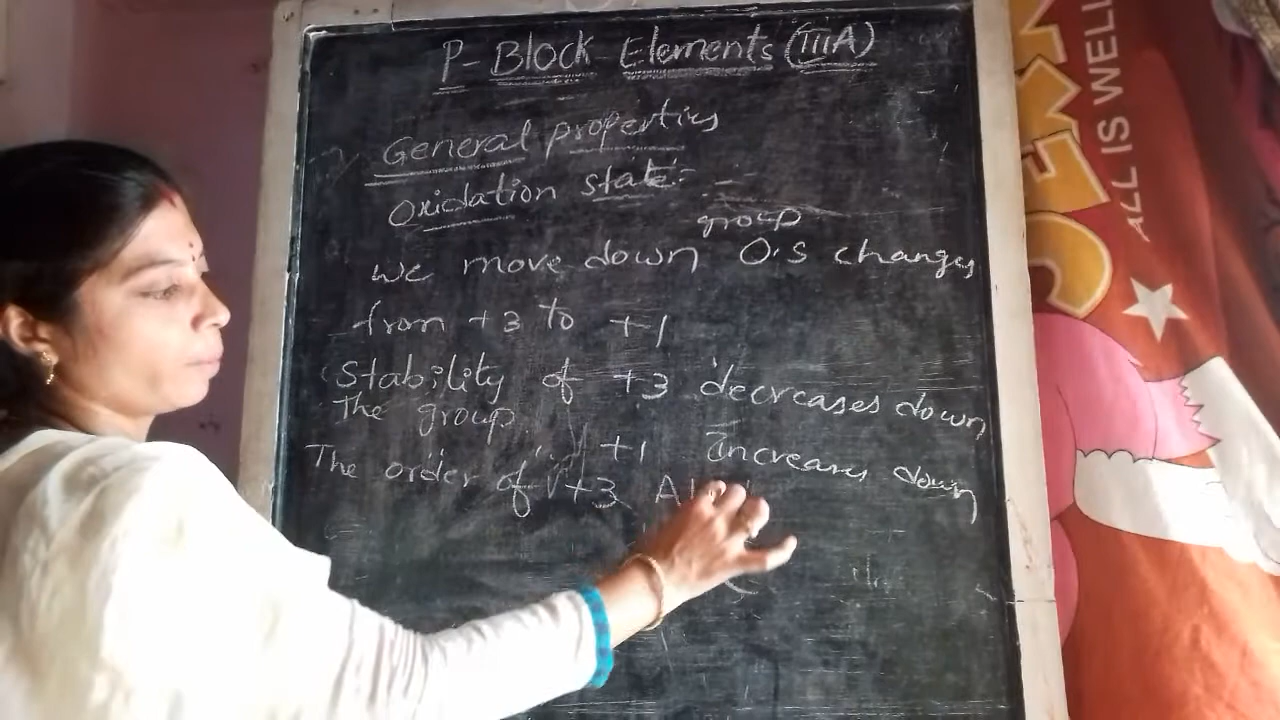 P-Block Elements (IIIA)
General properties
Oxidation state:-
group
we move down O.S changes
from +3 to +1
Stability of +3 decreases down
The group.
+1 Increases down
The order of +3 Al
ALL IS WELL